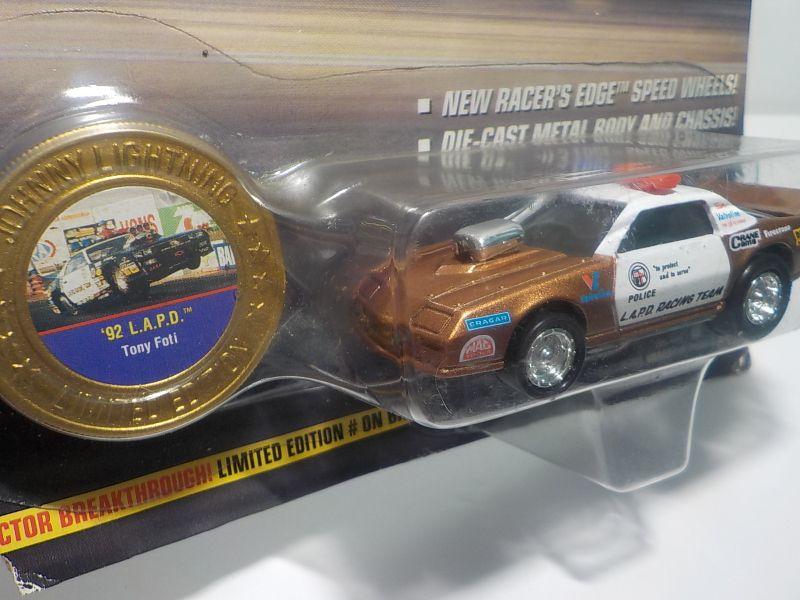 NEW RACER'S EDGE™ SPEED WHEELS!
DIE-CAST METAL BODY AND CHASSIS!
JOHNNY LIGHTNING
'92 L.A.P.D.™
Tony Foti
LIMITED EDITION
CRAGAR
MAC
"to protect
and to serve"
POLICE
L.A.P.D. RACING TEAM
Valvoline
CRANE
CAMS
Firestone
CTOR BREAKTHROUGH! LIMITED EDITION # ON